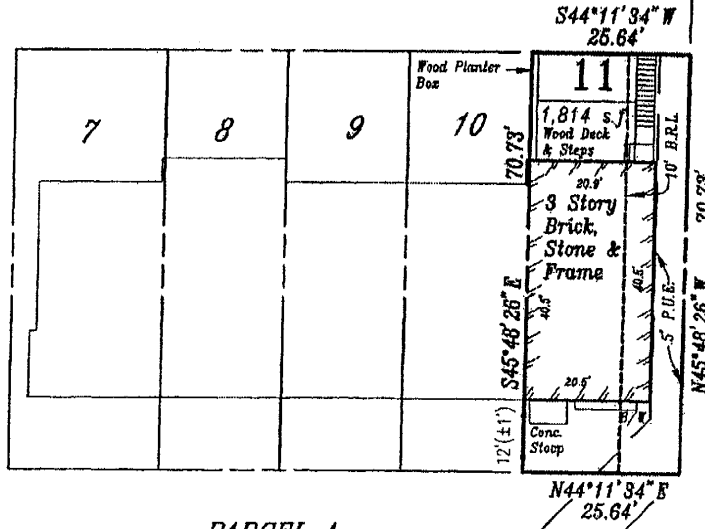 S44°11'34" W
25.64'
Wood Planter
Box
11
7
8
9
10
1,814 s.f.
Wood Deck
& Steps
70.73'
10' B.R.L.
20.9'
3 Story
Brick,
Stone &
Frame
70.73'
S45°48'26" E
40.5'
40.5'
5' P.U.E.
N45°48'26" W
20.5'
12'(±1')
Conc.
Stoop
B/W
N44°11'34" E
25.64'
PARCEL A